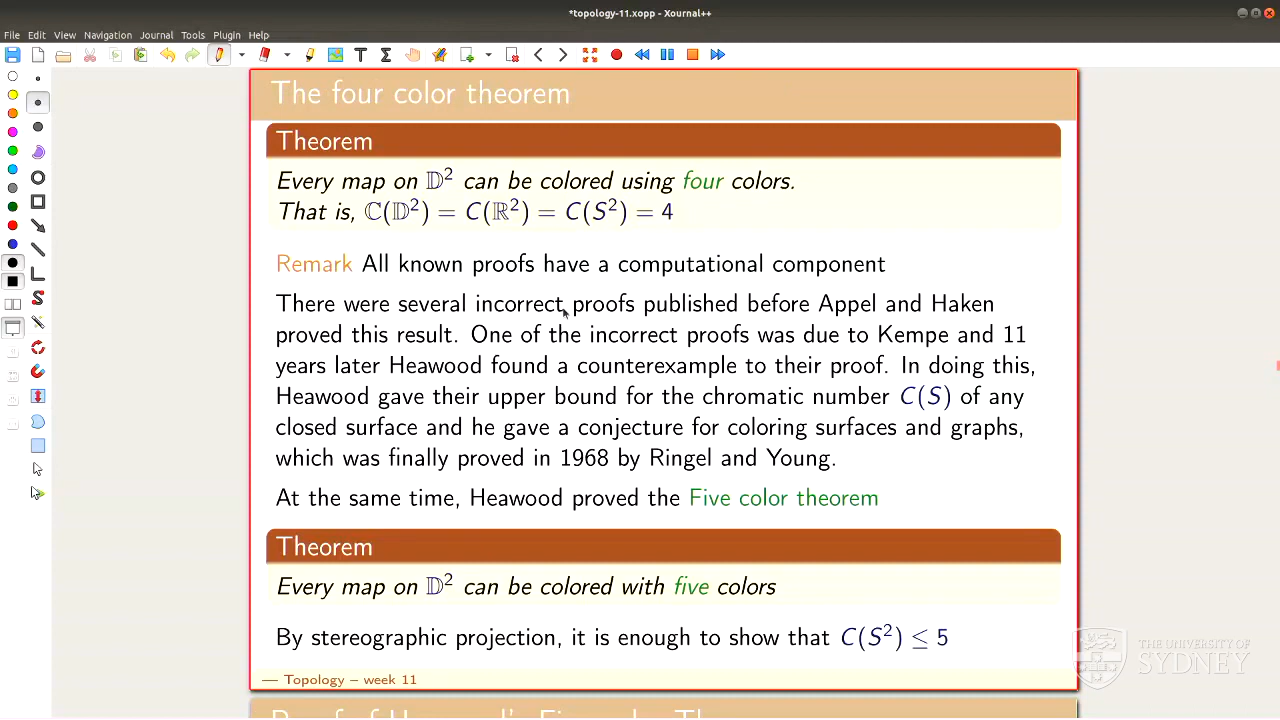 *topology-11.xopp - Xournal++
File Edit View Navigation Journal Tools Plugin Help
The four color theorem
Theorem
Every map on 𝔻² can be colored using four colors.
That is, ℂ(𝔻²) = C(ℝ²) = C(S²) = 4
Remark All known proofs have a computational component
There were several incorrect proofs published before Appel and Haken
proved this result. One of the incorrect proofs was due to Kempe and 11
years later Heawood found a counterexample to their proof. In doing this,
Heawood gave their upper bound for the chromatic number C(S) of any
closed surface and he gave a conjecture for coloring surfaces and graphs,
which was finally proved in 1968 by Ringel and Young.
At the same time, Heawood proved the Five color theorem
Theorem
Every map on 𝔻² can be colored with five colors
By stereographic projection, it is enough to show that C(S²) ≤ 5
THE UNIVERSITY OF
SYDNEY
— Topology – week 11